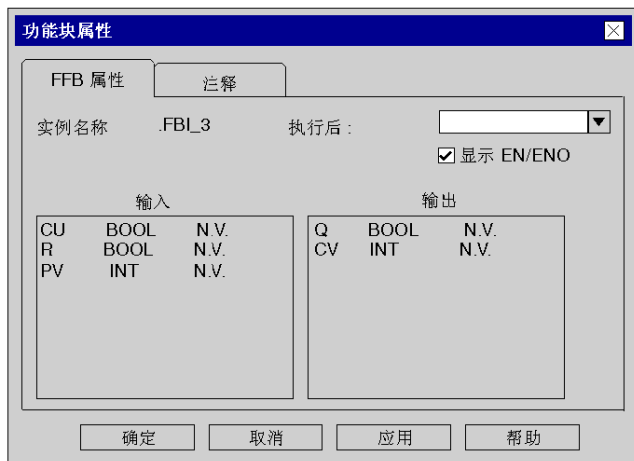 功能块属性
FFB 属性 注释
实例名称 .FBI_3 执行后 :
显示 EN/ENO
输入 输出
CU BOOL N.V. Q BOOL N.V.
R BOOL N.V. CV INT N.V.
PV INT N.V.
确定 取消 应用 帮助